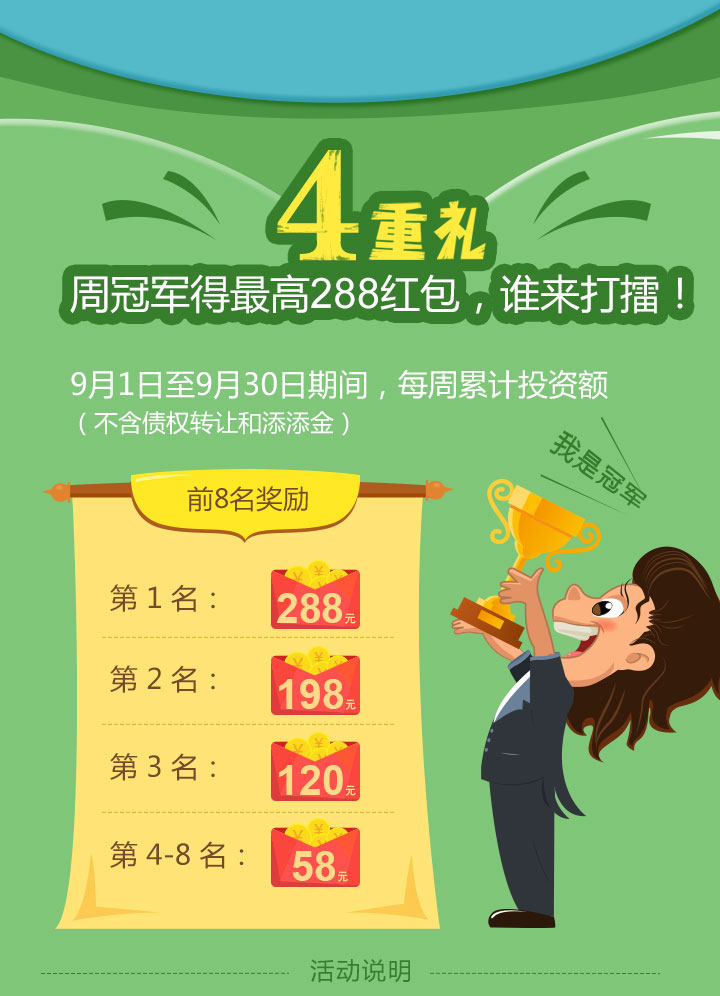 4重礼
周冠军得最高288红包，谁来打擂！
9月1日至9月30日期间，每周累计投资额
（不含债权转让和添添金）
我是冠军
前8名奖励
第 1 名： 288元
第 2 名： 198元
第 3 名： 120元
第 4-8 名： 58元
活动说明